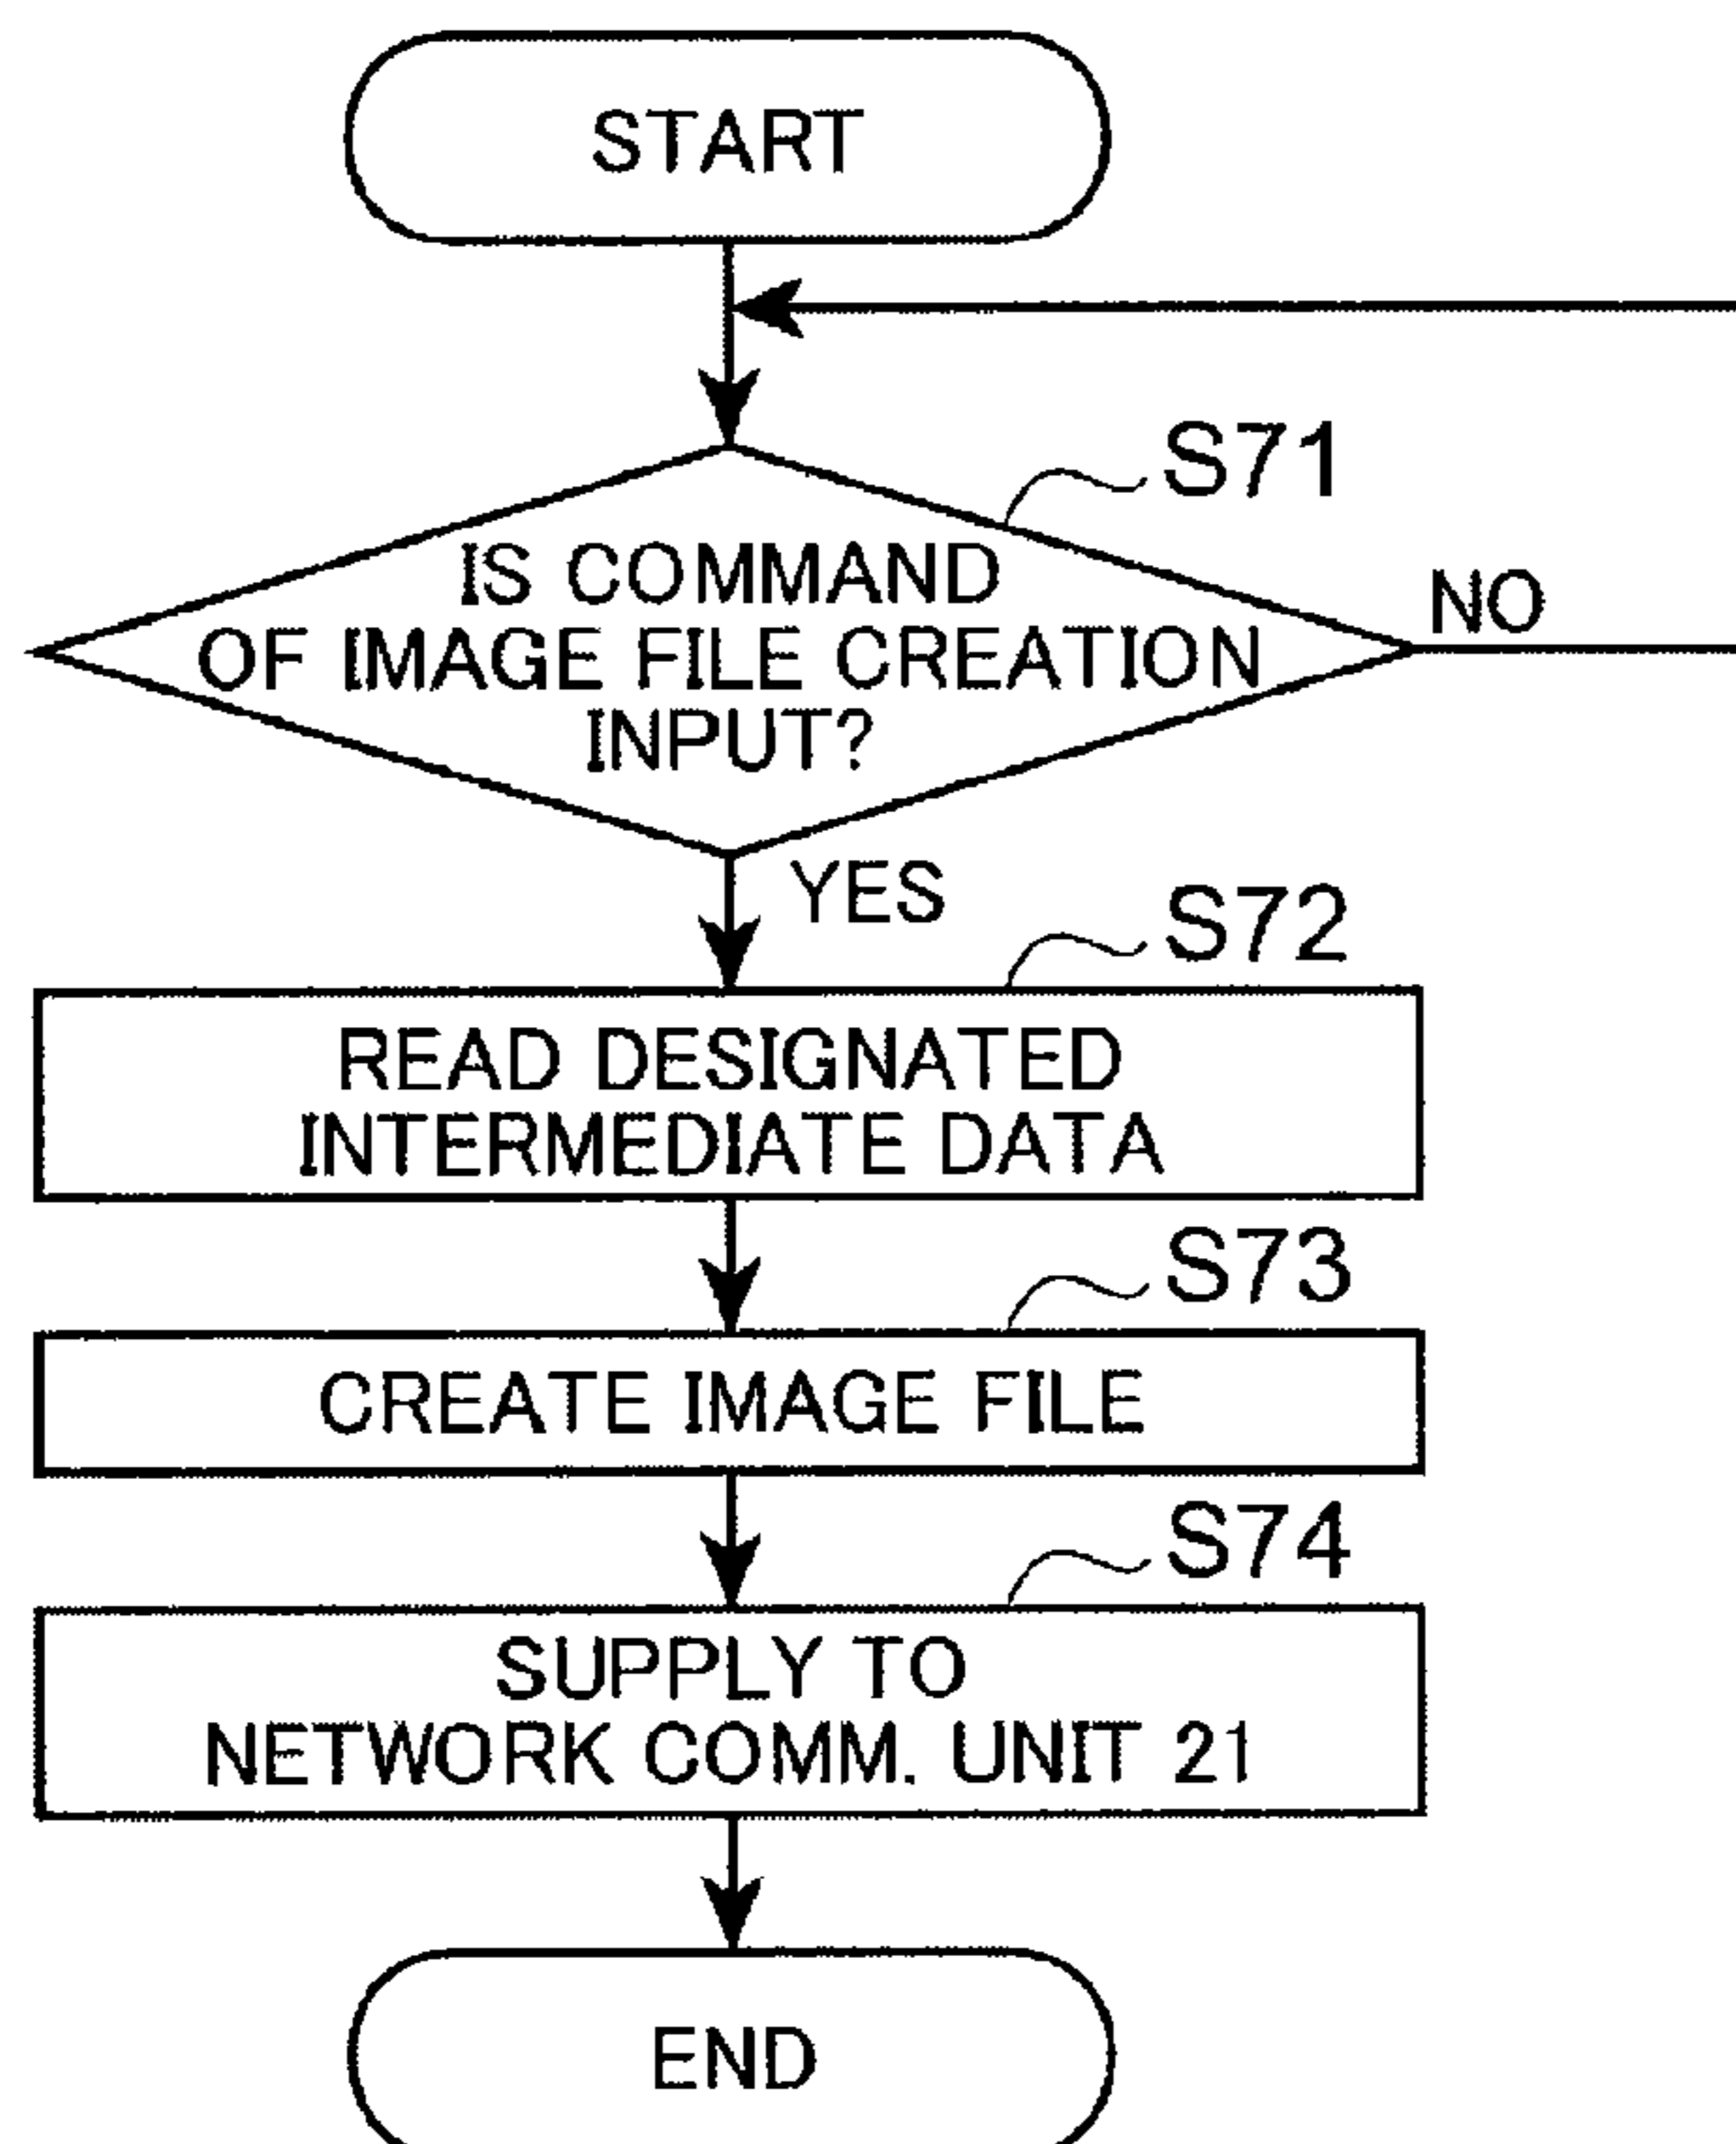 START
S71
IS COMMAND
OF IMAGE FILE CREATION
INPUT?
NO
YES
S72
READ DESIGNATED
INTERMEDIATE DATA
S73
CREATE IMAGE FILE
S74
SUPPLY TO
NETWORK COMM. UNIT 21
END